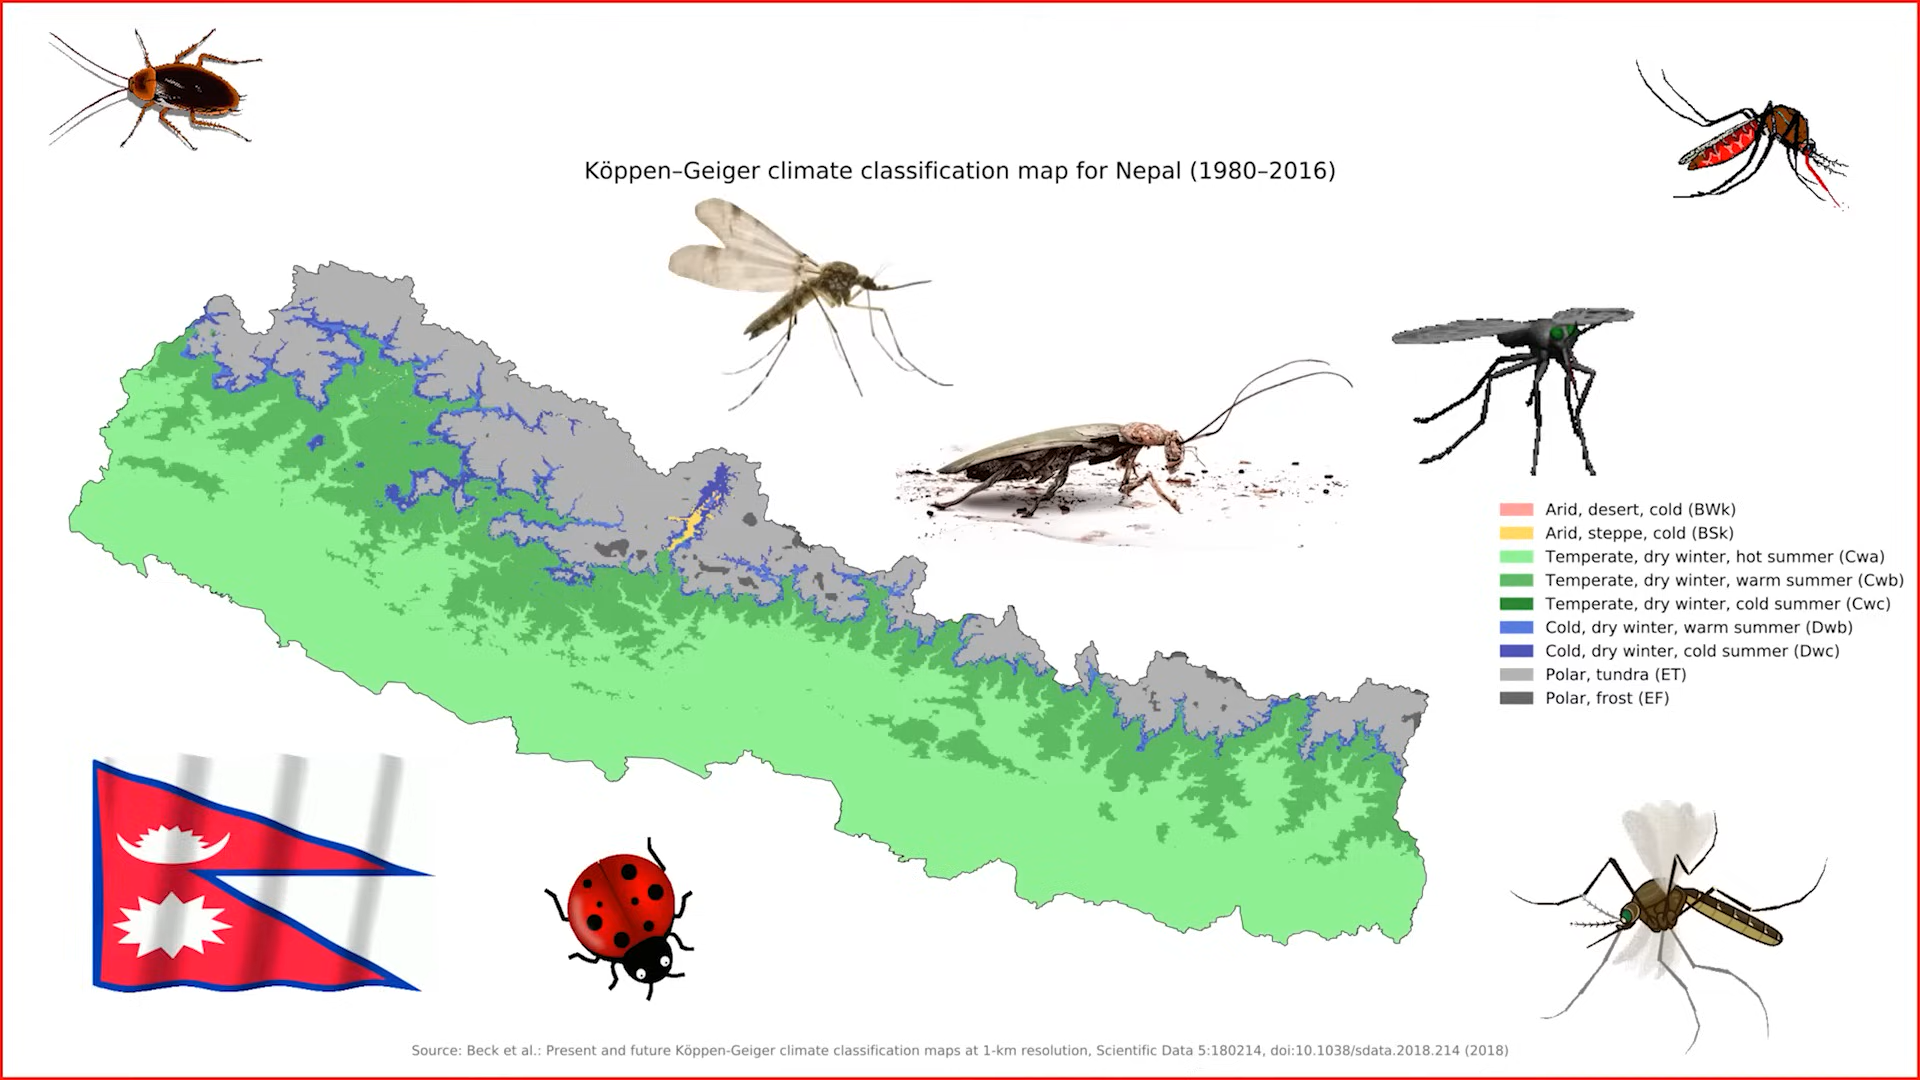 Köppen–Geiger climate classification map for Nepal (1980–2016)
Arid, desert, cold (BWk)
Arid, steppe, cold (BSk)
Temperate, dry winter, hot summer (Cwa)
Temperate, dry winter, warm summer (Cwb)
Temperate, dry winter, cold summer (Cwc)
Cold, dry winter, warm summer (Dwb)
Cold, dry winter, cold summer (Dwc)
Polar, tundra (ET)
Polar, frost (EF)
Source: Beck et al.: Present and future Köppen-Geiger climate classification maps at 1-km resolution, Scientific Data 5:180214, doi:10.1038/sdata.2018.214 (2018)